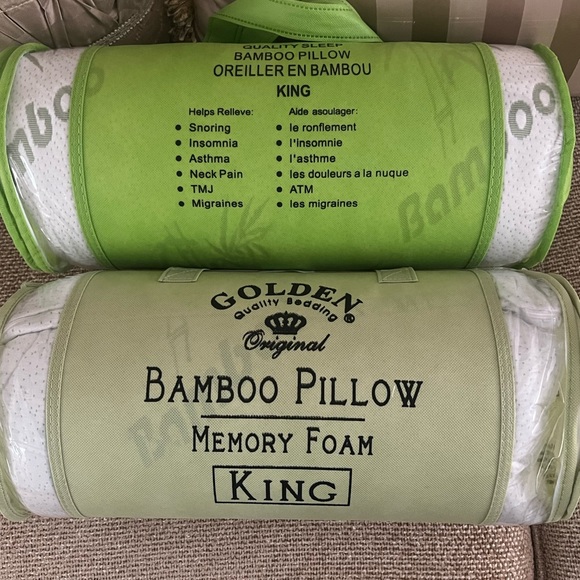 QUALITY SLEEP
BAMBOO PILLOW
OREILLER EN BAMBOU
KING
Helps Relieve:
Snoring
Insomnia
Asthma
Neck Pain
TMJ
Migraines
Aide asoulager:
le ronflement
l'Insomnie
l'asthme
les douleurs a la nuque
ATM
les migraines
Bamboo
Bamboo
GOLDEN®
Quality Bedding
Original
BAMBOO PILLOW
MEMORY FOAM
KING